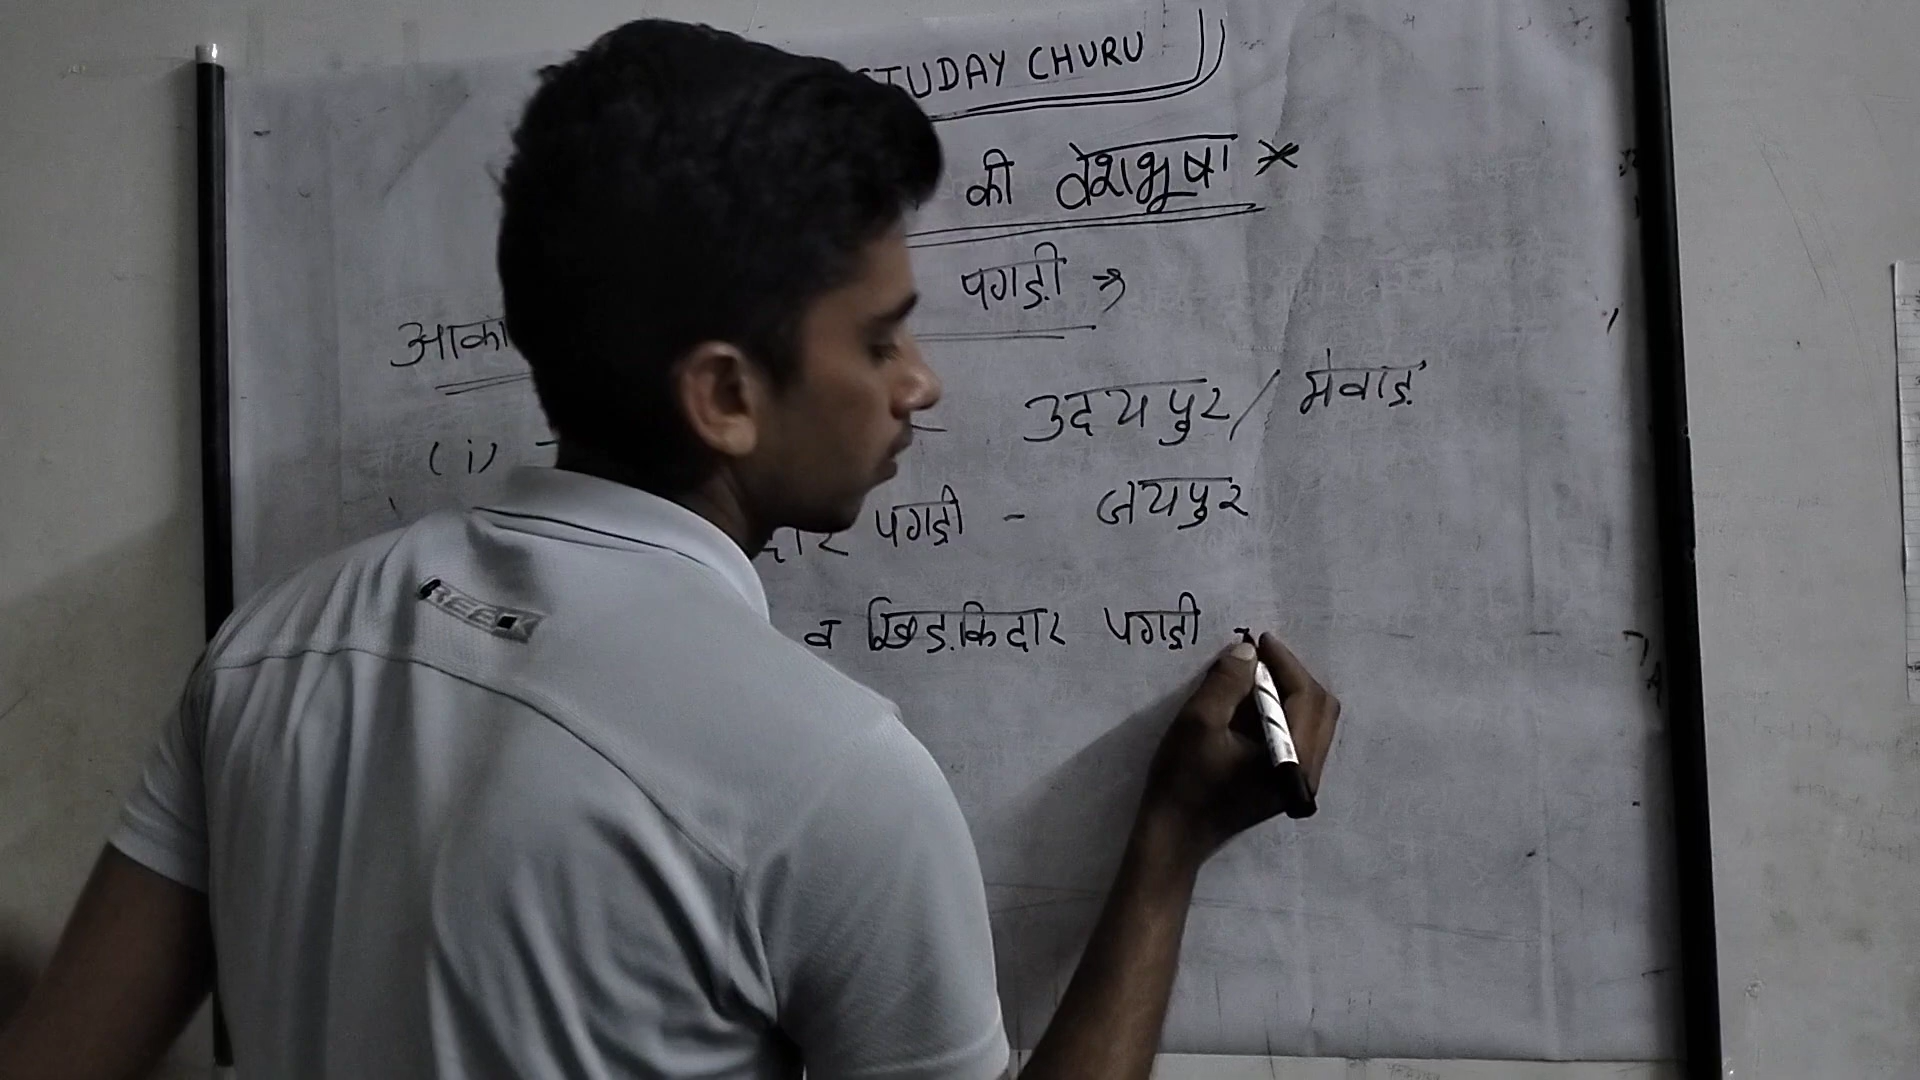 STUDAY CHURU
की वेशभूषा
पगड़ी →
आका
(i) - उदयपुर / मेवाड़
दार पगड़ी - जयपुर
व खिड़किदार पगड़ी